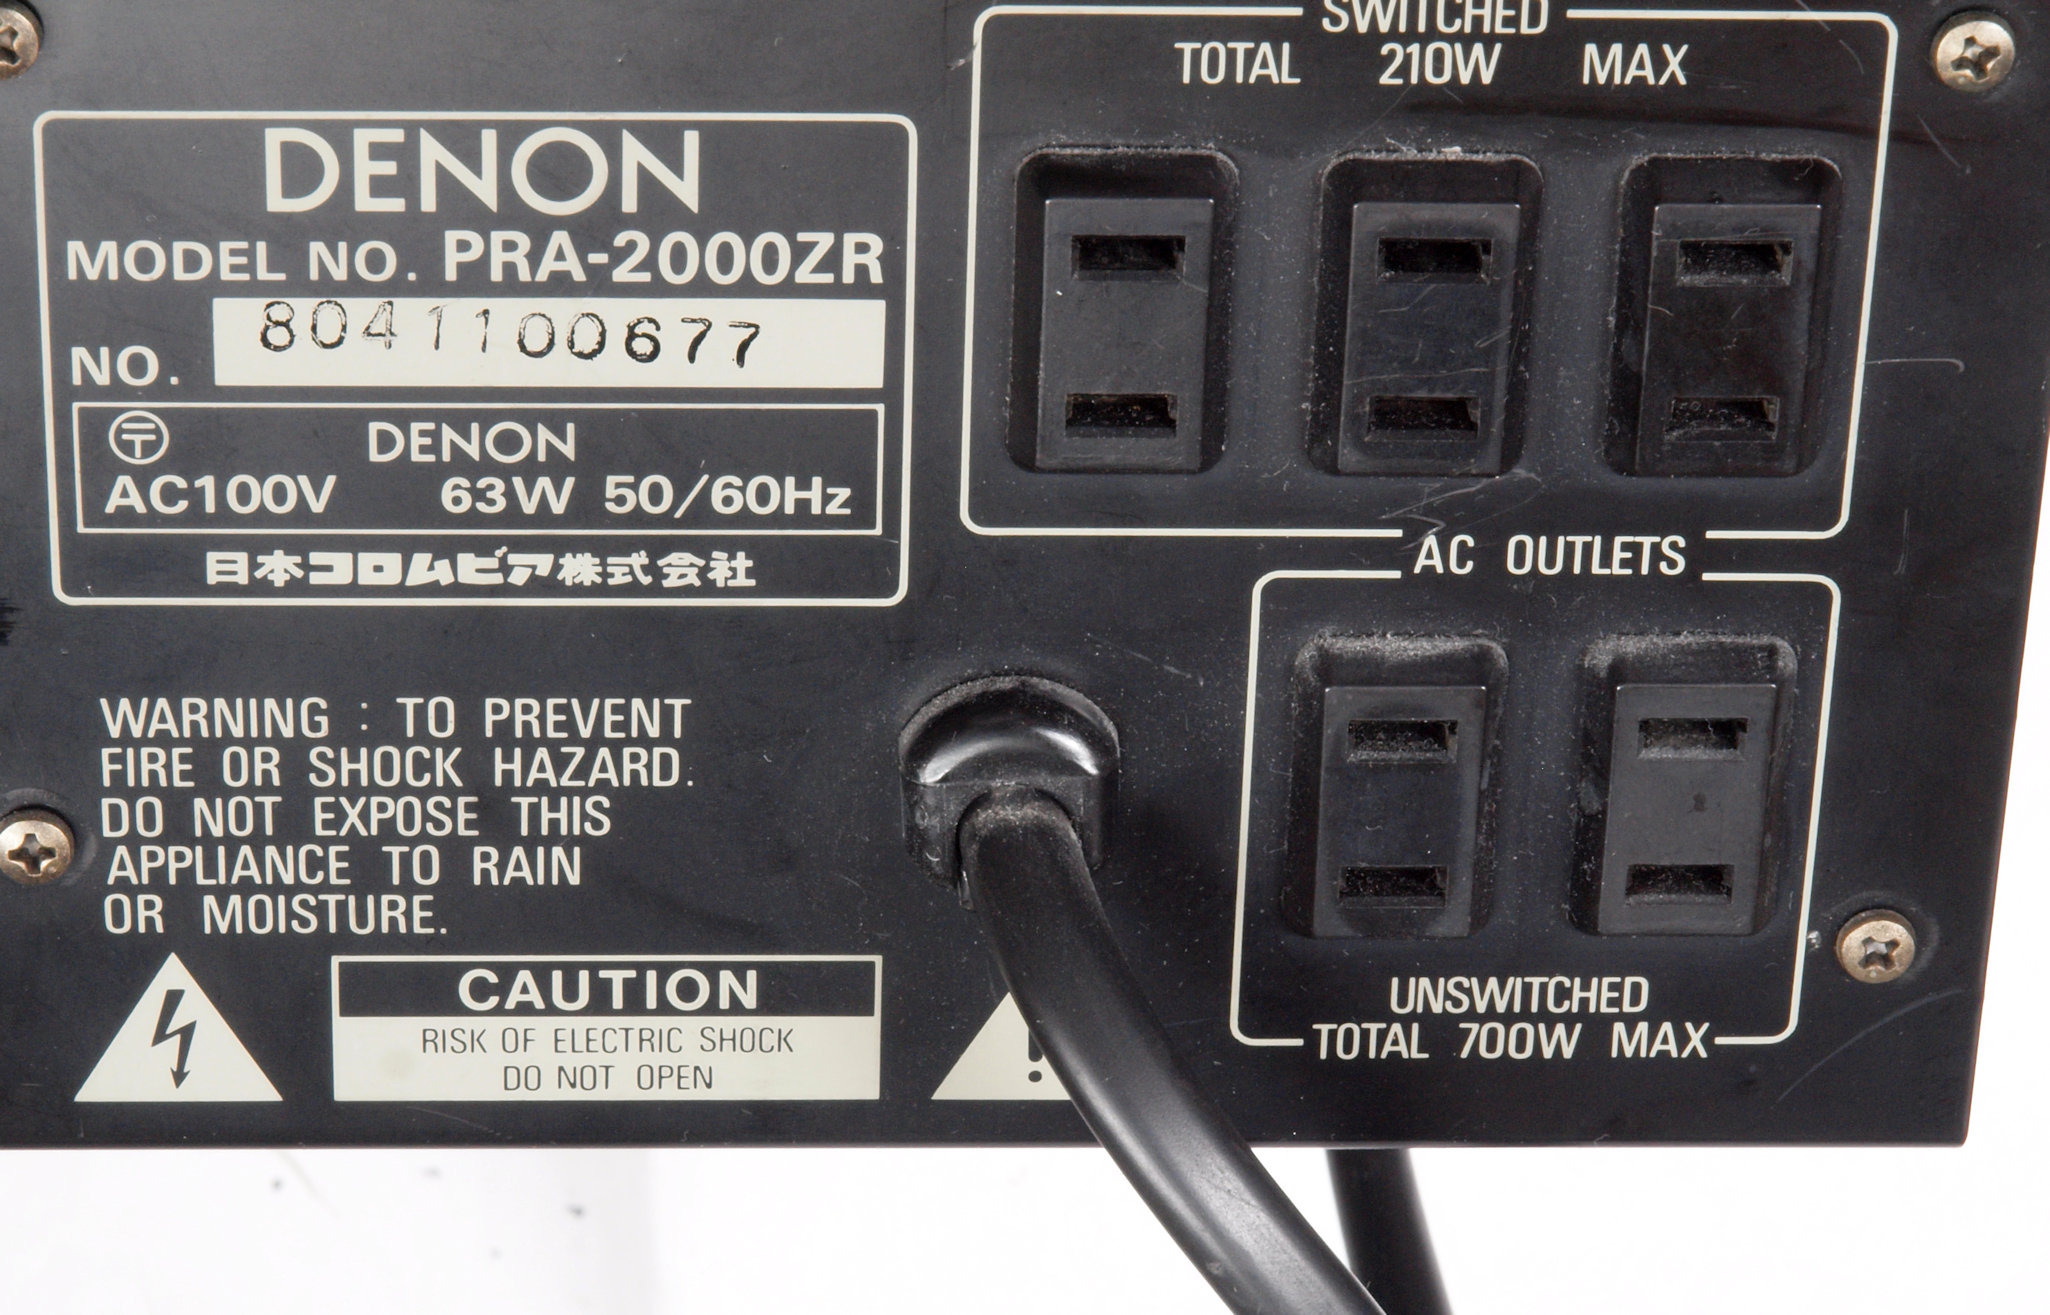 DENON
MODEL NO. PRA-2000ZR
NO. 8041100677
〒 DENON
AC100V 63W 50/60Hz
日本コロムビア株式会社
WARNING : TO PREVENT
FIRE OR SHOCK HAZARD.
DO NOT EXPOSE THIS
APPLIANCE TO RAIN
OR MOISTURE.
CAUTION
RISK OF ELECTRIC SHOCK
DO NOT OPEN
!
SWITCHED
TOTAL 210W MAX
AC OUTLETS
UNSWITCHED
TOTAL 700W MAX